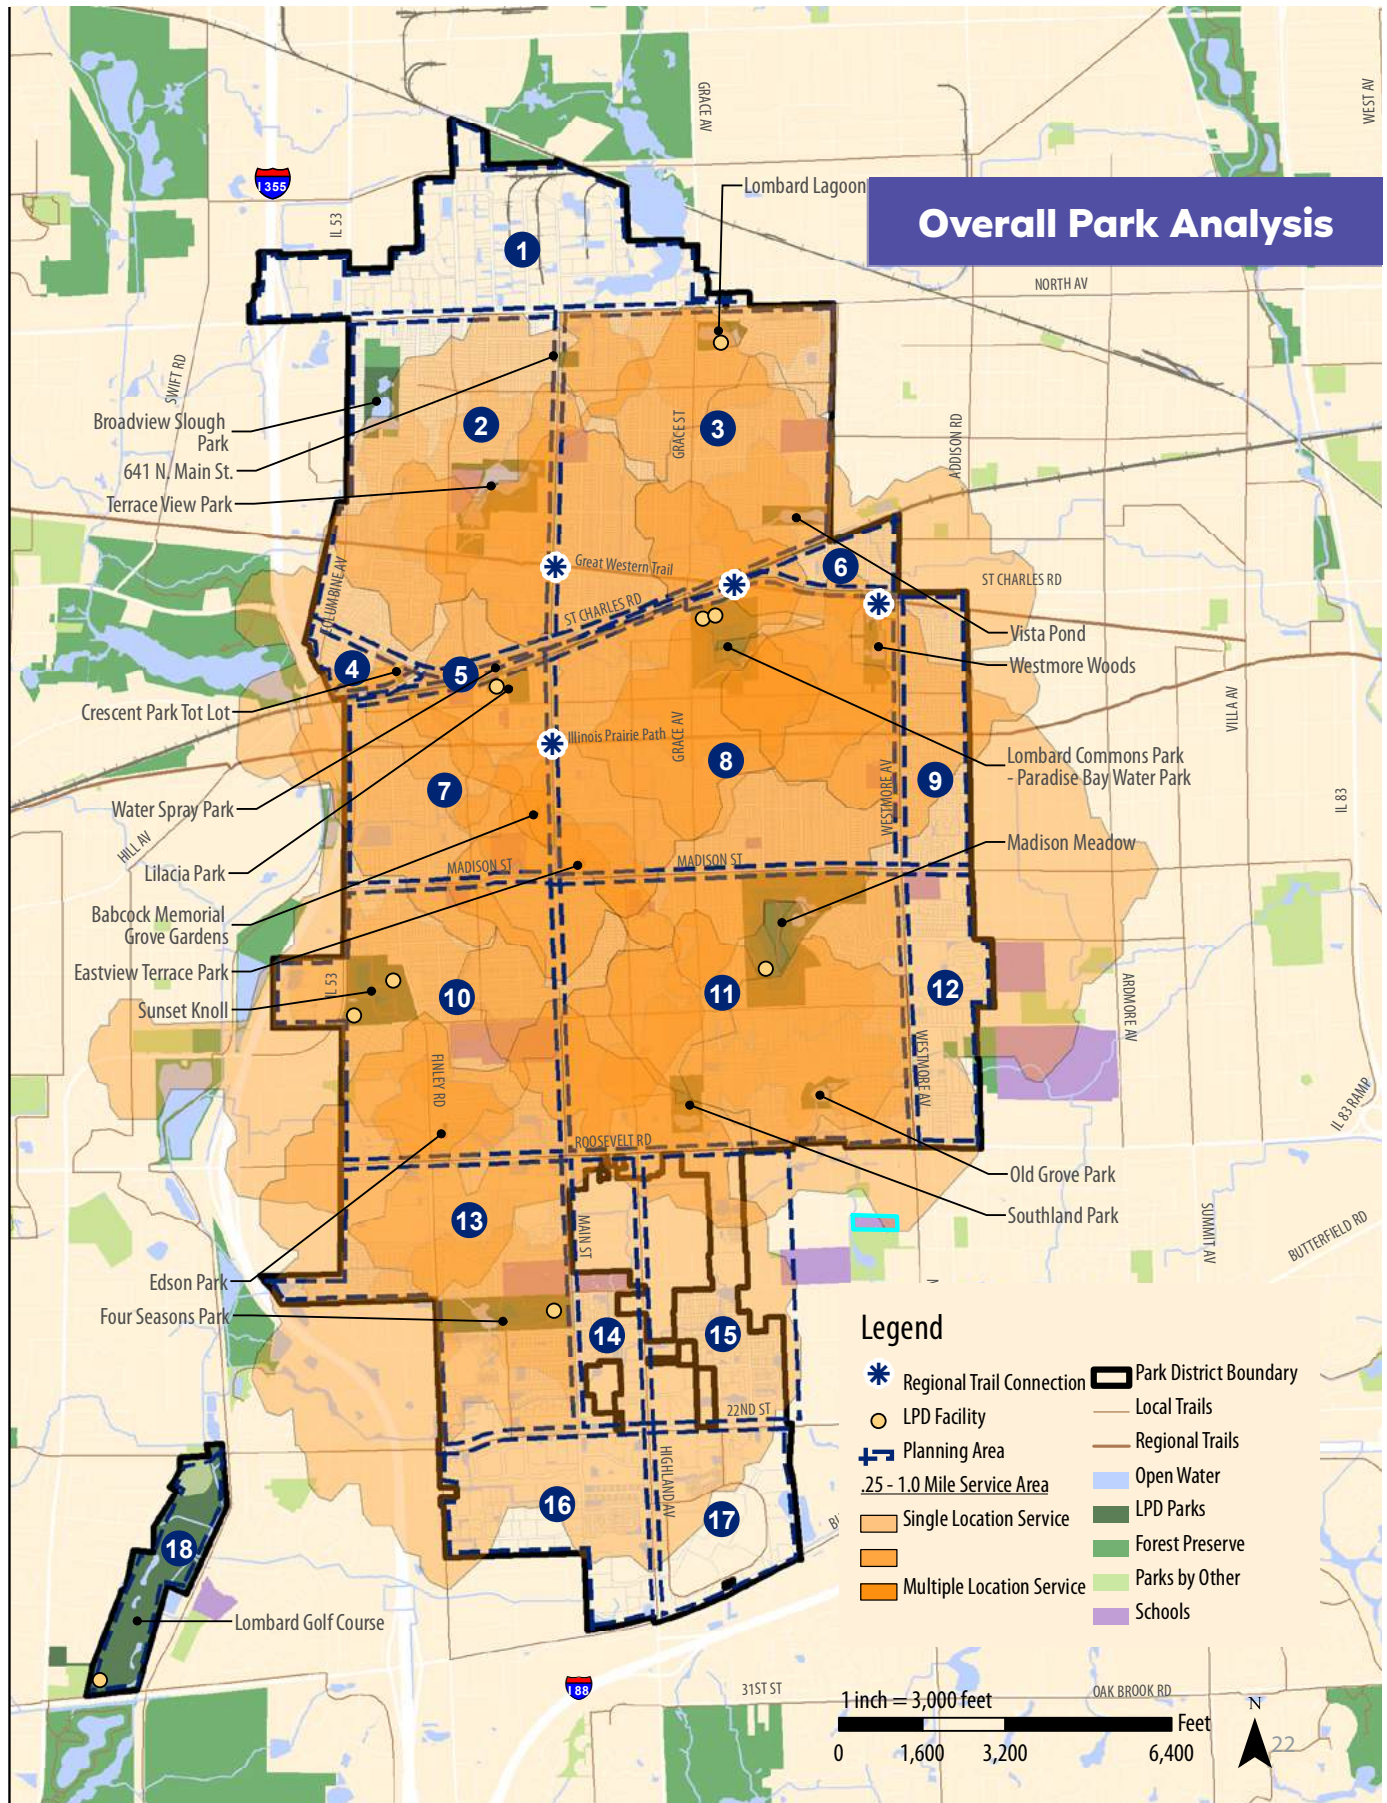 GRACE AV
WEST AV
I 355
IL 53
Lombard Lagoon
Overall Park Analysis
1
NORTH AV
SWIFT RD
Broadview Slough
Park
2
3
GRACE ST
ADDISON RD
641 N. Main St.
Terrace View Park
Great Western Trail
6
COLUMBINE AV
ST CHARLES RD
ST CHARLES RD
Vista Pond
4
5
Westmore Woods
VILLA AV
Crescent Park Tot Lot
Illinois Prairie Path
GRACE AV
8
Lombard Commons Park
- Paradise Bay Water Park
7
WESTMORE AV
9
IL 83
Water Spray Park
HILL AV
MADISON ST
MADISON ST
Madison Meadow
Lilacia Park
Babcock Memorial
Grove Gardens
Eastview Terrace Park
IL 53
10
11
12
Sunset Knoll
ARDMORE AV
FINLEY RD
WESTMORE AV
IL 83 RAMP
ROOSEVELT RD
Old Grove Park
13
MAIN ST
Southland Park
SUMMIT AV
BUTTERFIELD RD
Edson Park
Four Seasons Park
14
15
Legend
Regional Trail Connection
LPD Facility
Planning Area
.25 - 1.0 Mile Service Area
Single Location Service
Multiple Location Service
Park District Boundary
Local Trails
Regional Trails
Open Water
LPD Parks
Forest Preserve
Parks by Other
Schools
22ND ST
HIGHLAND AV
16
17
18
Lombard Golf Course
I 88
31ST ST
OAK BROOK RD
1 inch = 3,000 feet
Feet
0
1,600
3,200
6,400
N
22